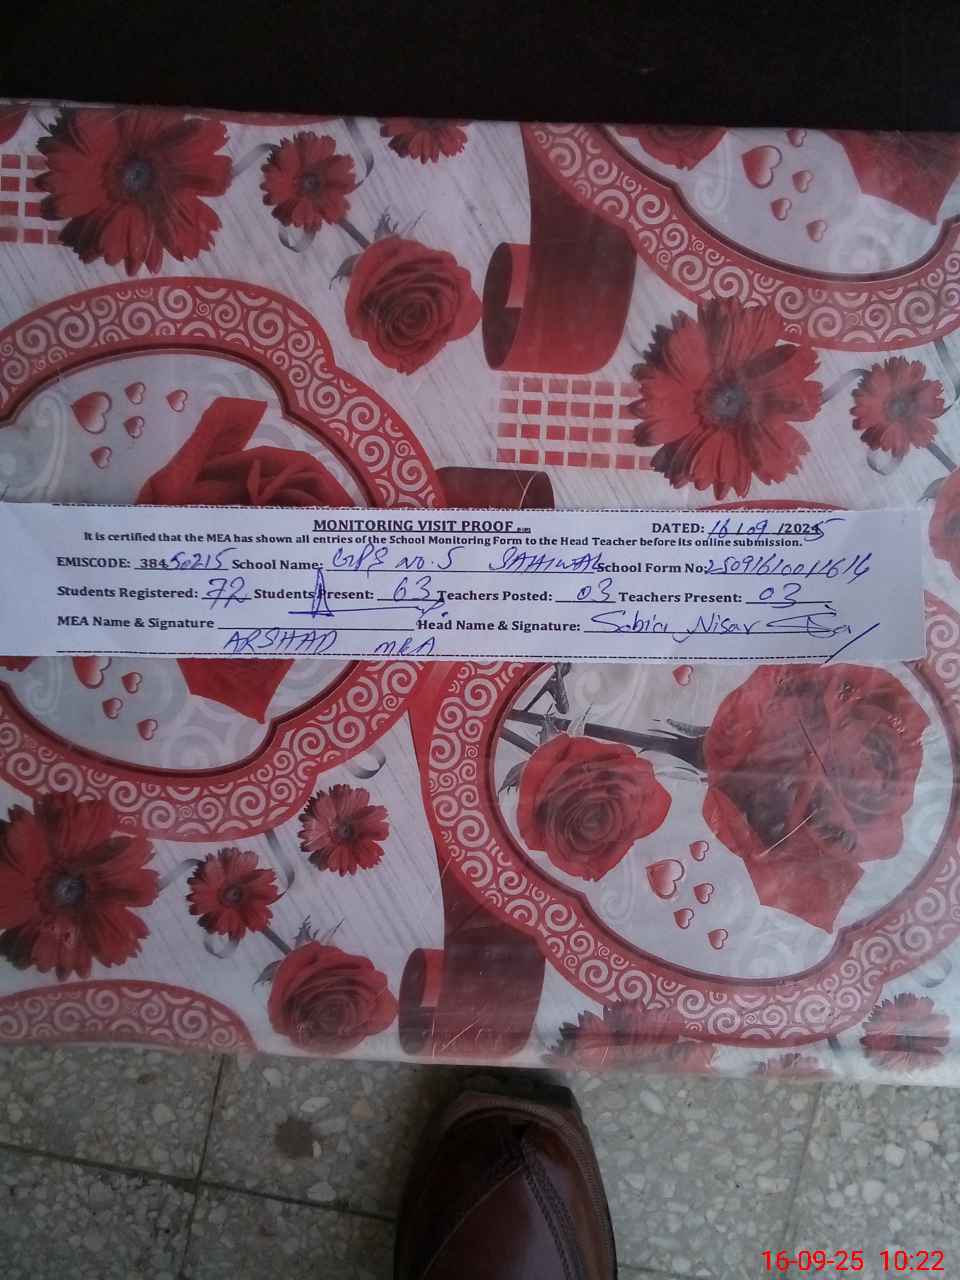 MONITORING VISIT PROOF
DATED: 16/09/2025
It is certified that the MEA has shown all entries of the School Monitoring Form to the Head Teacher before its online submission.
EMISCODE: 38450215 School Name: GPS NO.5 SAHIWAL School Form No: 25091610011616
Students Registered: 72 Students Present: 63 Teachers Posted: 03 Teachers Present: 03
MEA Name & Signature Head Name & Signature: Sobia Nisar
ARSHAD MEA
16-09-25 10:22